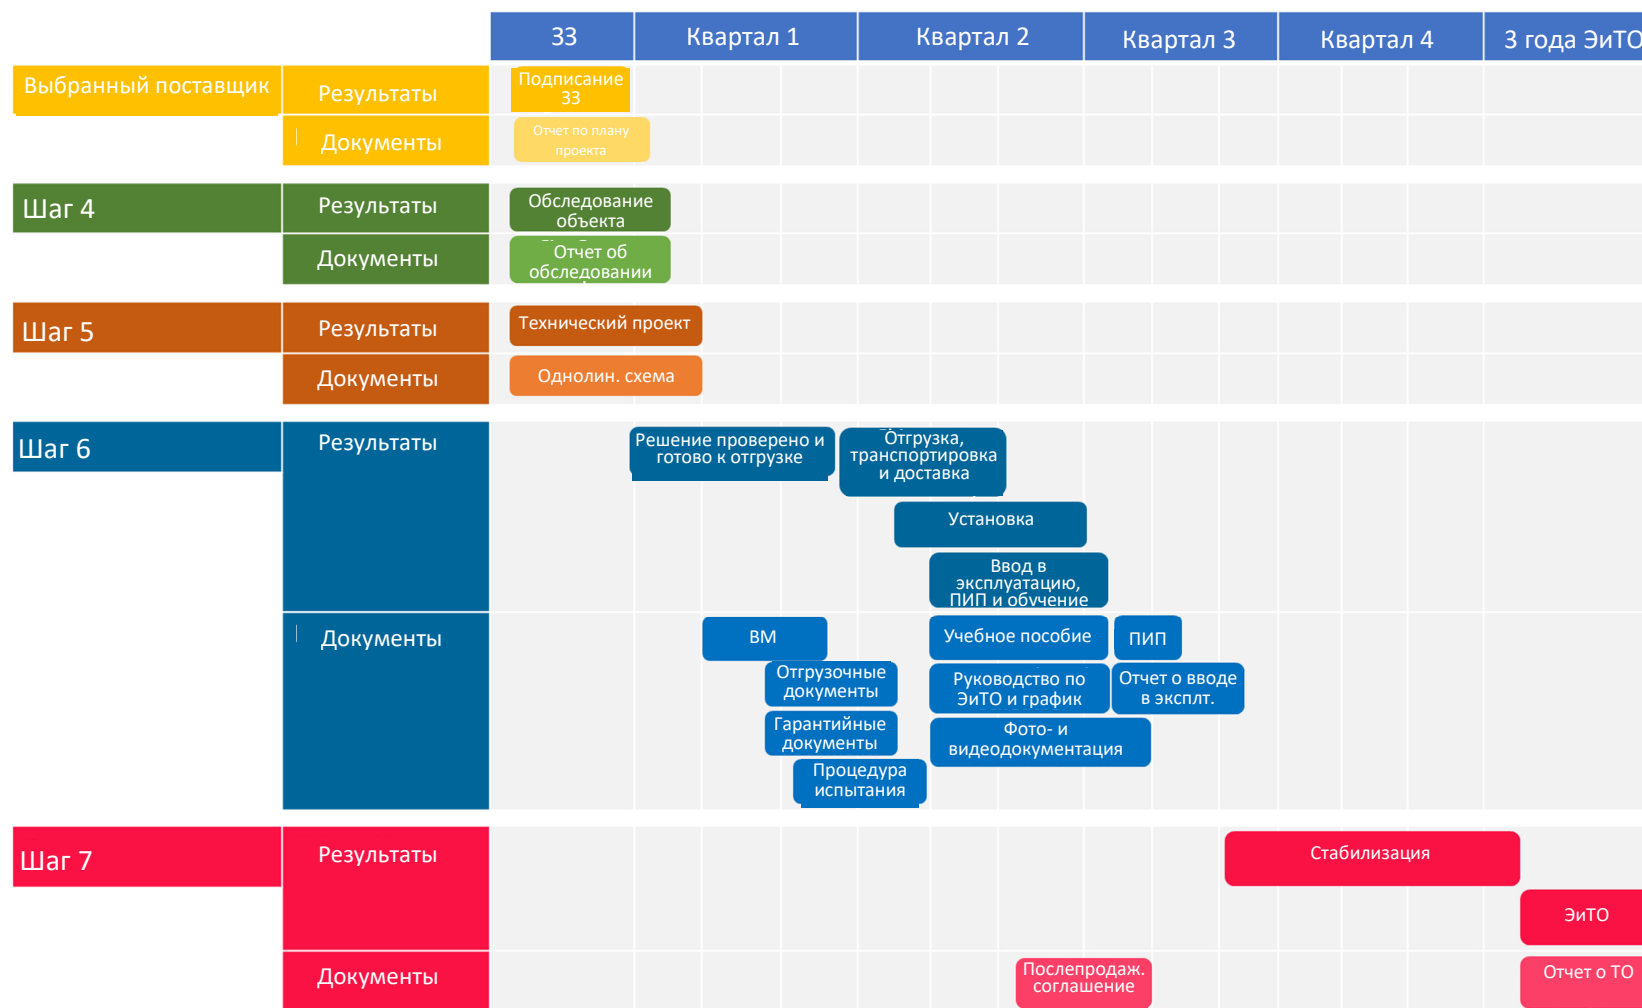 ЗЗ
Квартал 1
Квартал 2
Квартал 3
Квартал 4
3 года ЭиТО
Выбранный поставщик
Результаты
Подписание
ЗЗ
Документы
Отчет по плану
проекта
Шаг 4
Результаты
Обследование
объекта
Документы
Отчет об
обследовании
Шаг 5
Результаты
Технический проект
Документы
Однолин. схема
Шаг 6
Результаты
Решение проверено и
готово к отгрузке
Отгрузка,
транспортировка
и доставка
Установка
Ввод в
эксплуатацию,
ПИП и обучение
Документы
ВМ
Учебное пособие
ПИП
Отгрузочные
документы
Руководство по
ЭиТО и график
Отчет о вводе
в эксплт.
Гарантийные
документы
Фото- и
видеодокументация
Процедура
испытания
Шаг 7
Результаты
Стабилизация
ЭиТО
Документы
Послепродаж.
соглашение
Отчет о ТО